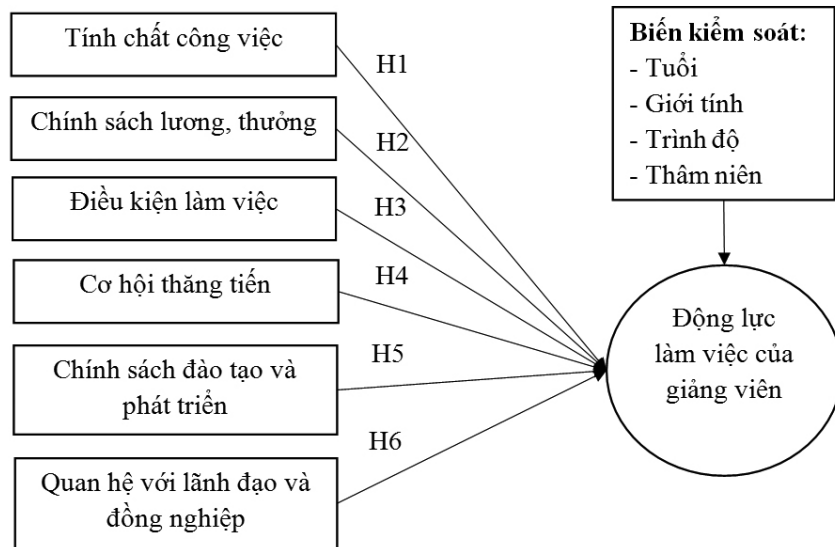 Tính chất công việc
H1
Chính sách lương, thưởng
H2
Điều kiện làm việc
H3
Cơ hội thăng tiến
H4
Chính sách đào tạo và
phát triển
H5
Quan hệ với lãnh đạo và
đồng nghiệp
H6
Biến kiểm soát:
- Tuổi
- Giới tính
- Trình độ
- Thâm niên
Động lực
làm việc của
giảng viên